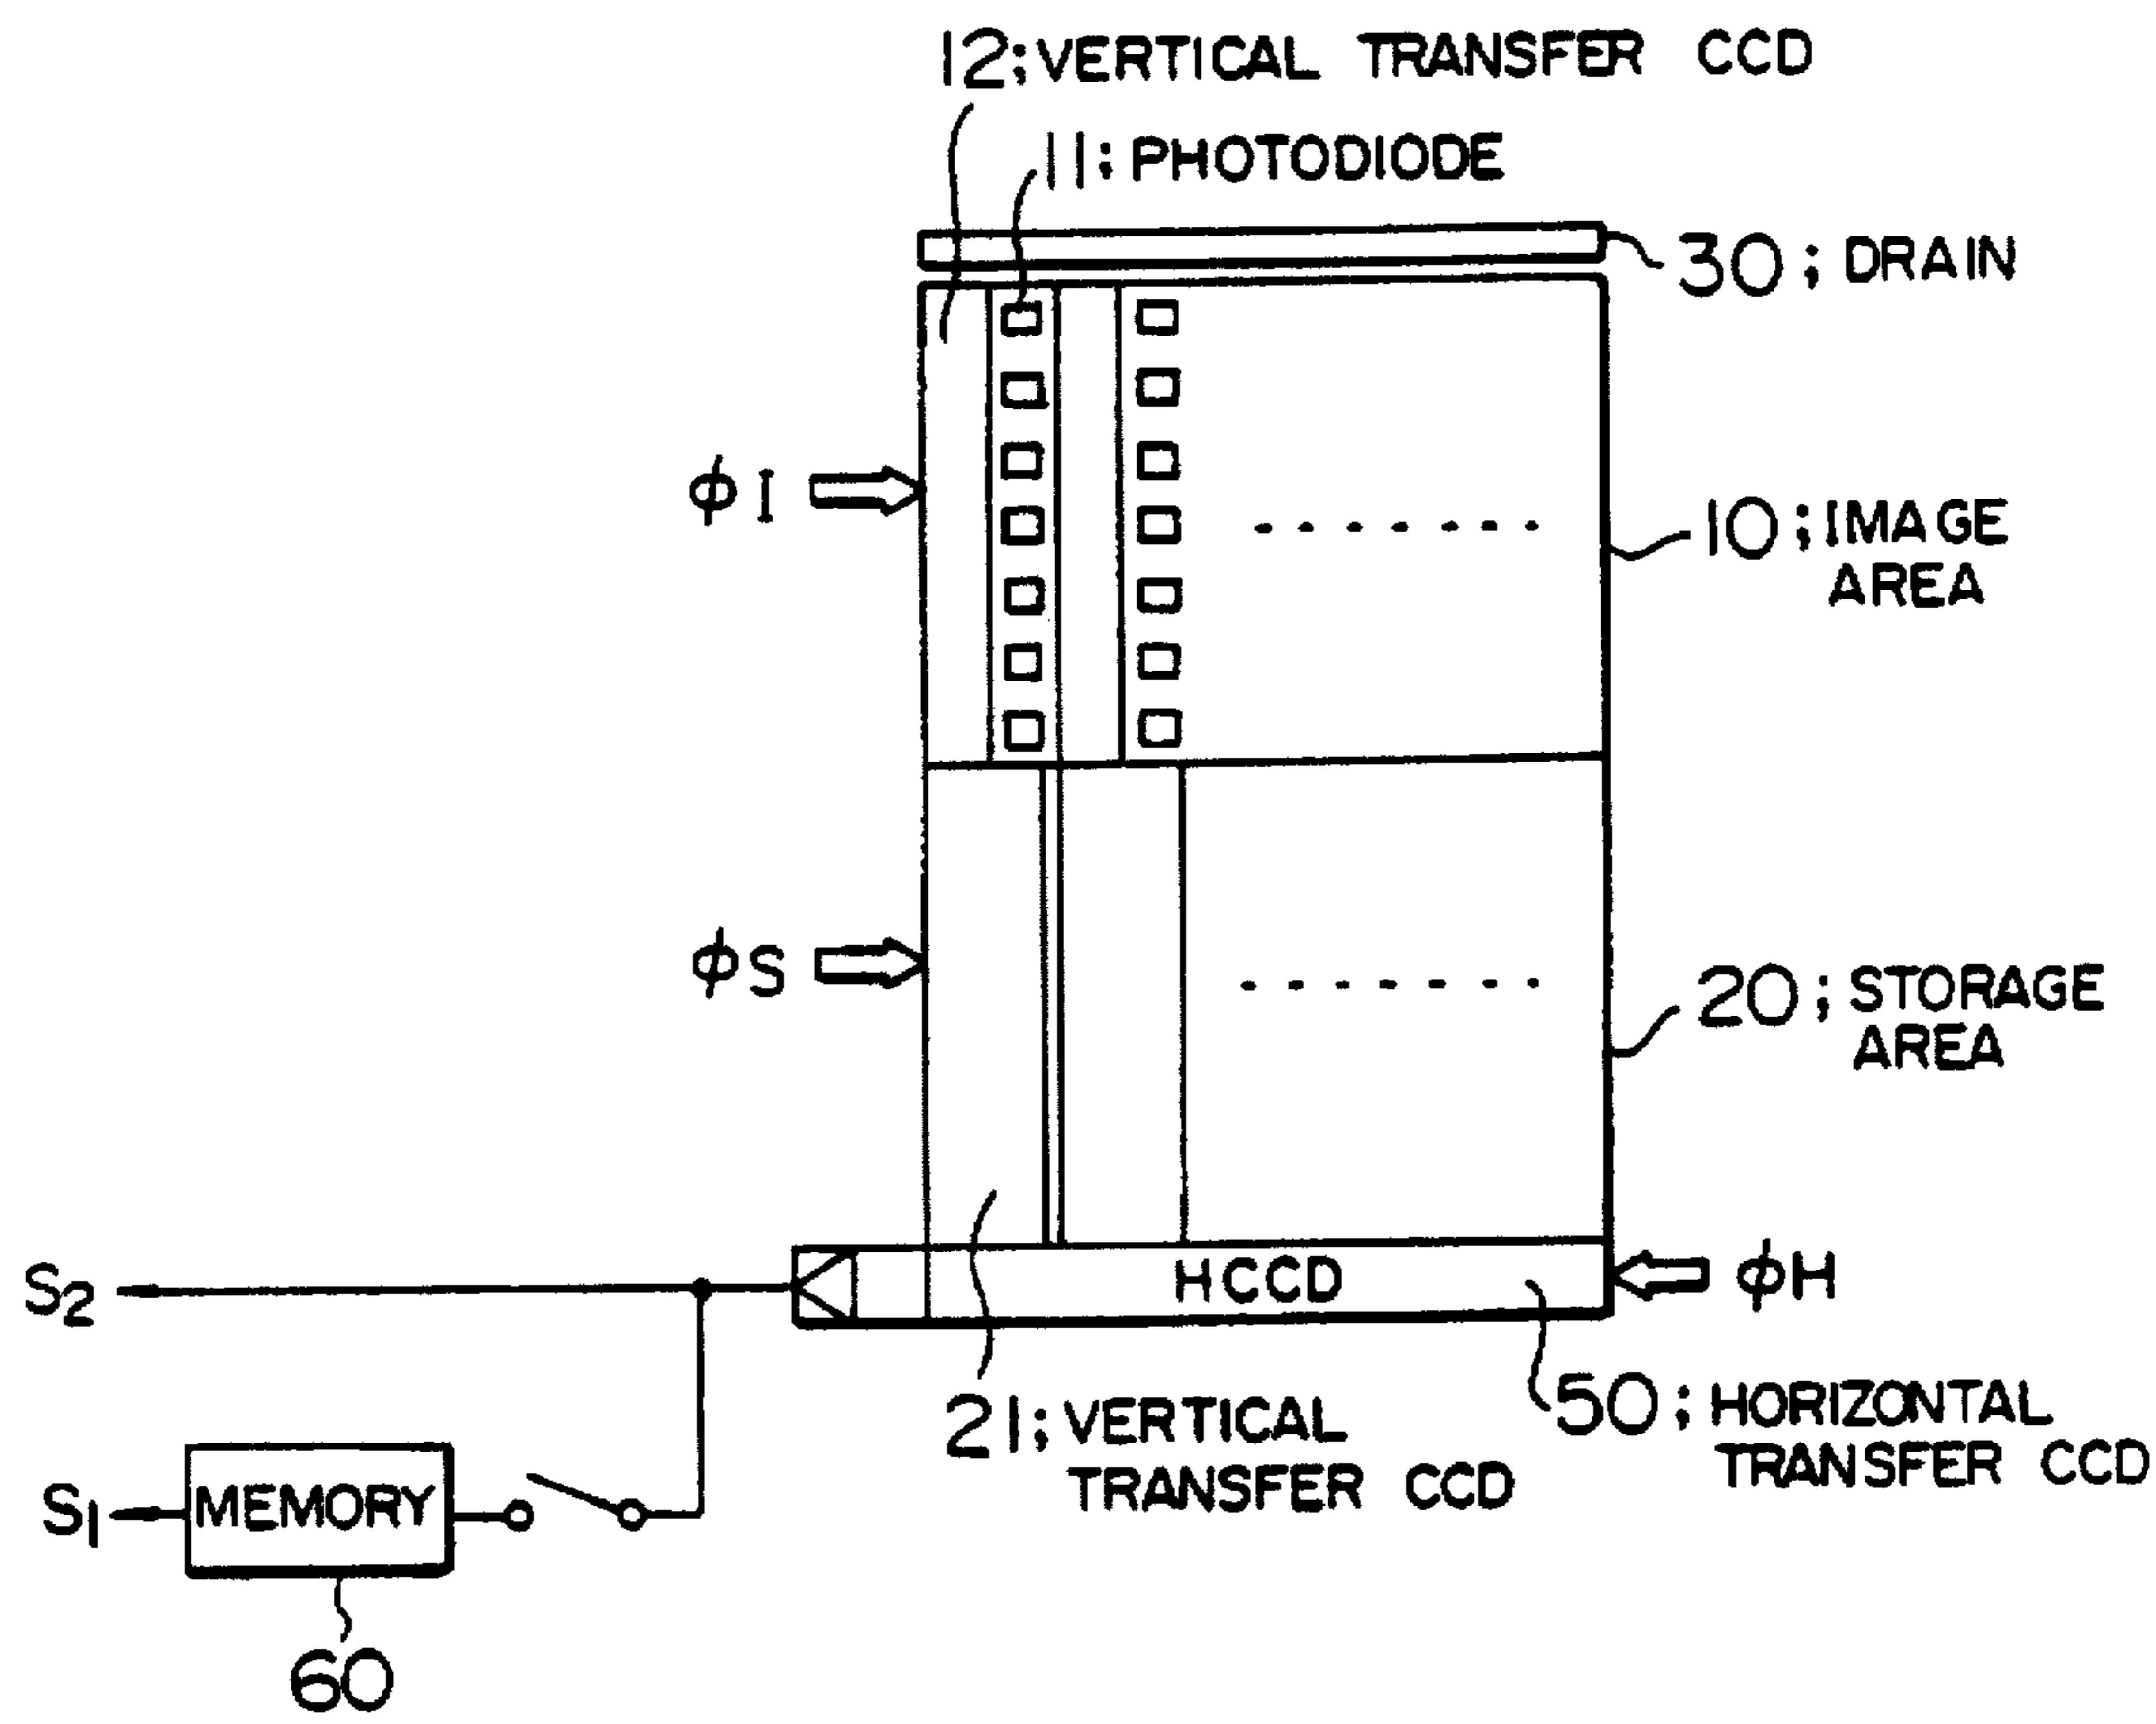 12; VERTICAL TRANSFER CCD
11; PHOTODIODE
30; DRAIN
φI
10; IMAGE
AREA
φS
20; STORAGE
AREA
S2
HCCD
φH
21; VERTICAL
TRANSFER CCD
50; HORIZONTAL
TRANSFER CCD
S1
MEMORY
60